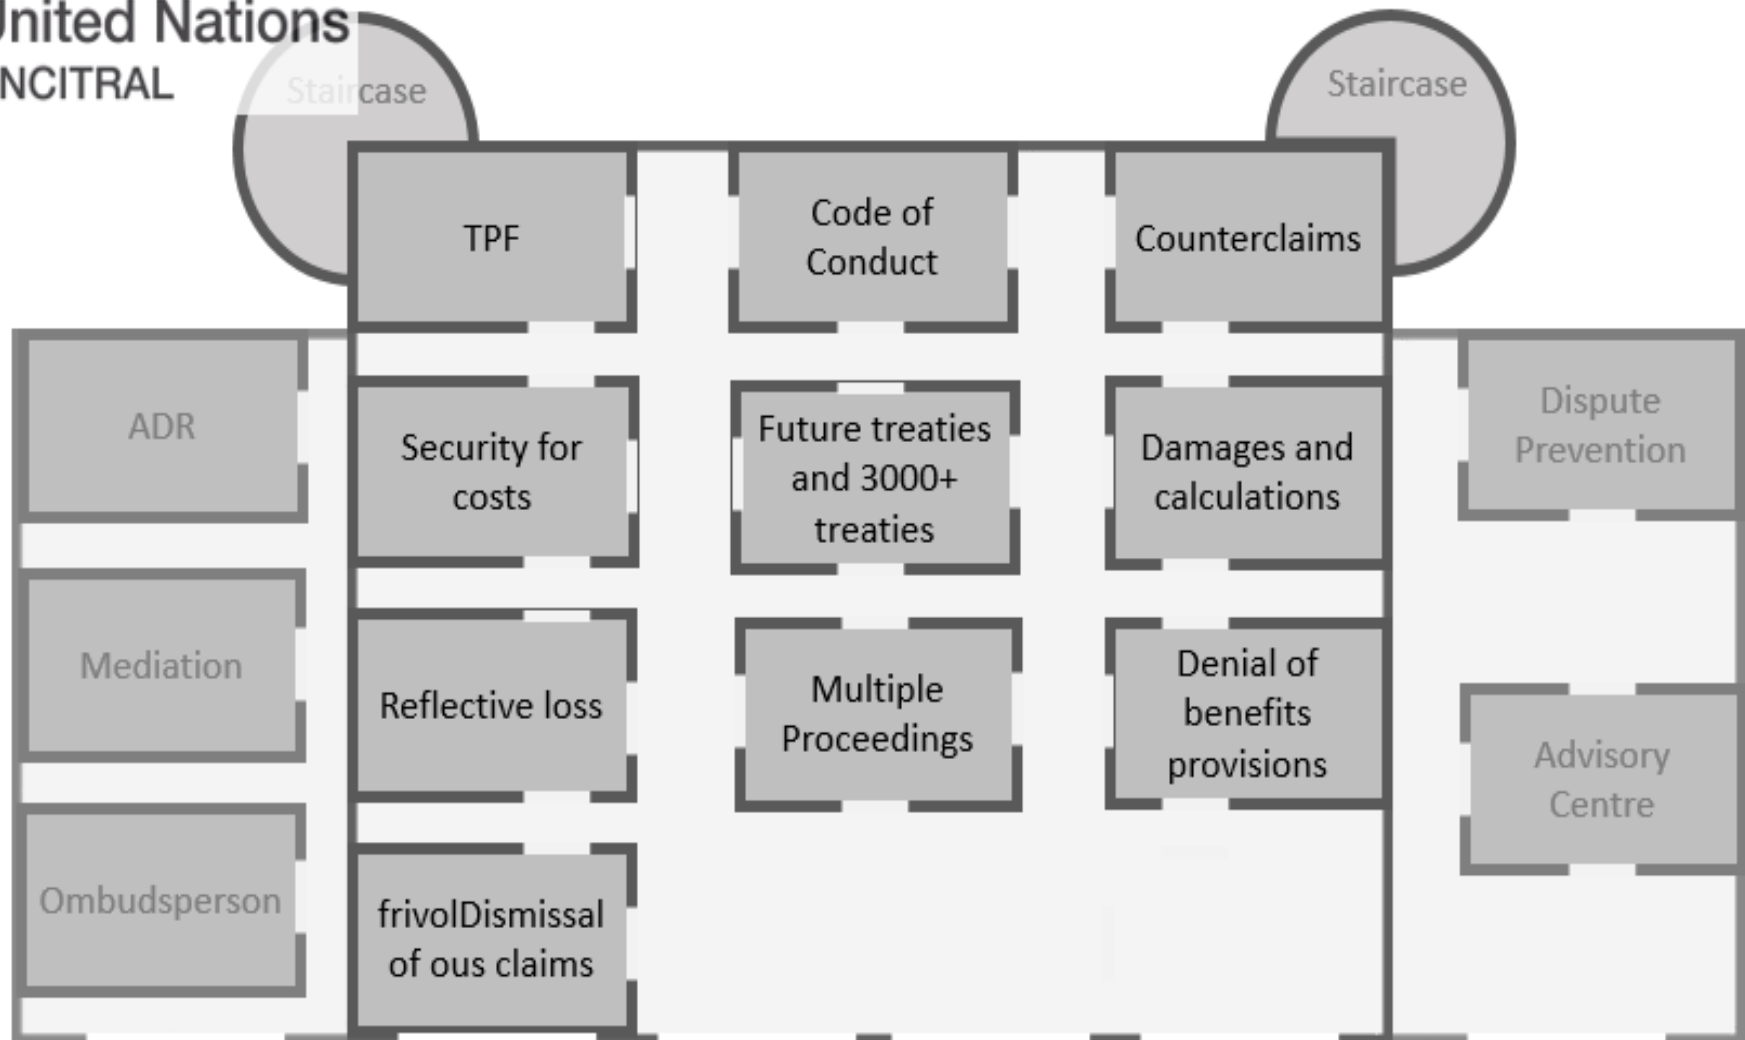 United Nations
NCITRAL
Staircase
Staircase
TPF
Code of
Conduct
Counterclaims
ADR
Security for
costs
Future treaties
and 3000+
treaties
Damages and
calculations
Dispute
Prevention
Mediation
Reflective loss
Multiple
Proceedings
Denial of
benefits
provisions
Advisory
Centre
Ombudsperson
frivolDismissal
of ous claims